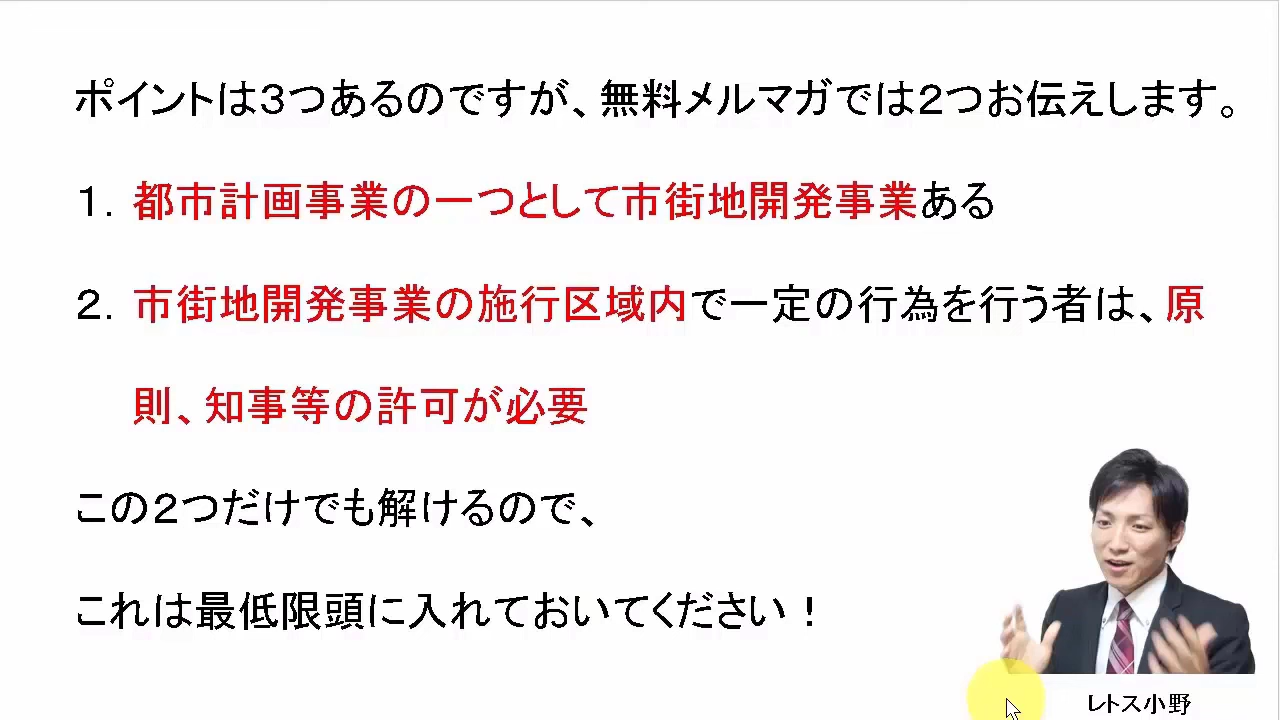 ポイントは３つあるのですが、無料メルマガでは２つお伝えします。
１．都市計画事業の一つとして市街地開発事業ある
２．市街地開発事業の施行区域内で一定の行為を行う者は、原
則、知事等の許可が必要
この２つだけでも解けるので、
これは最低限頭に入れておいてください！
レトス小野